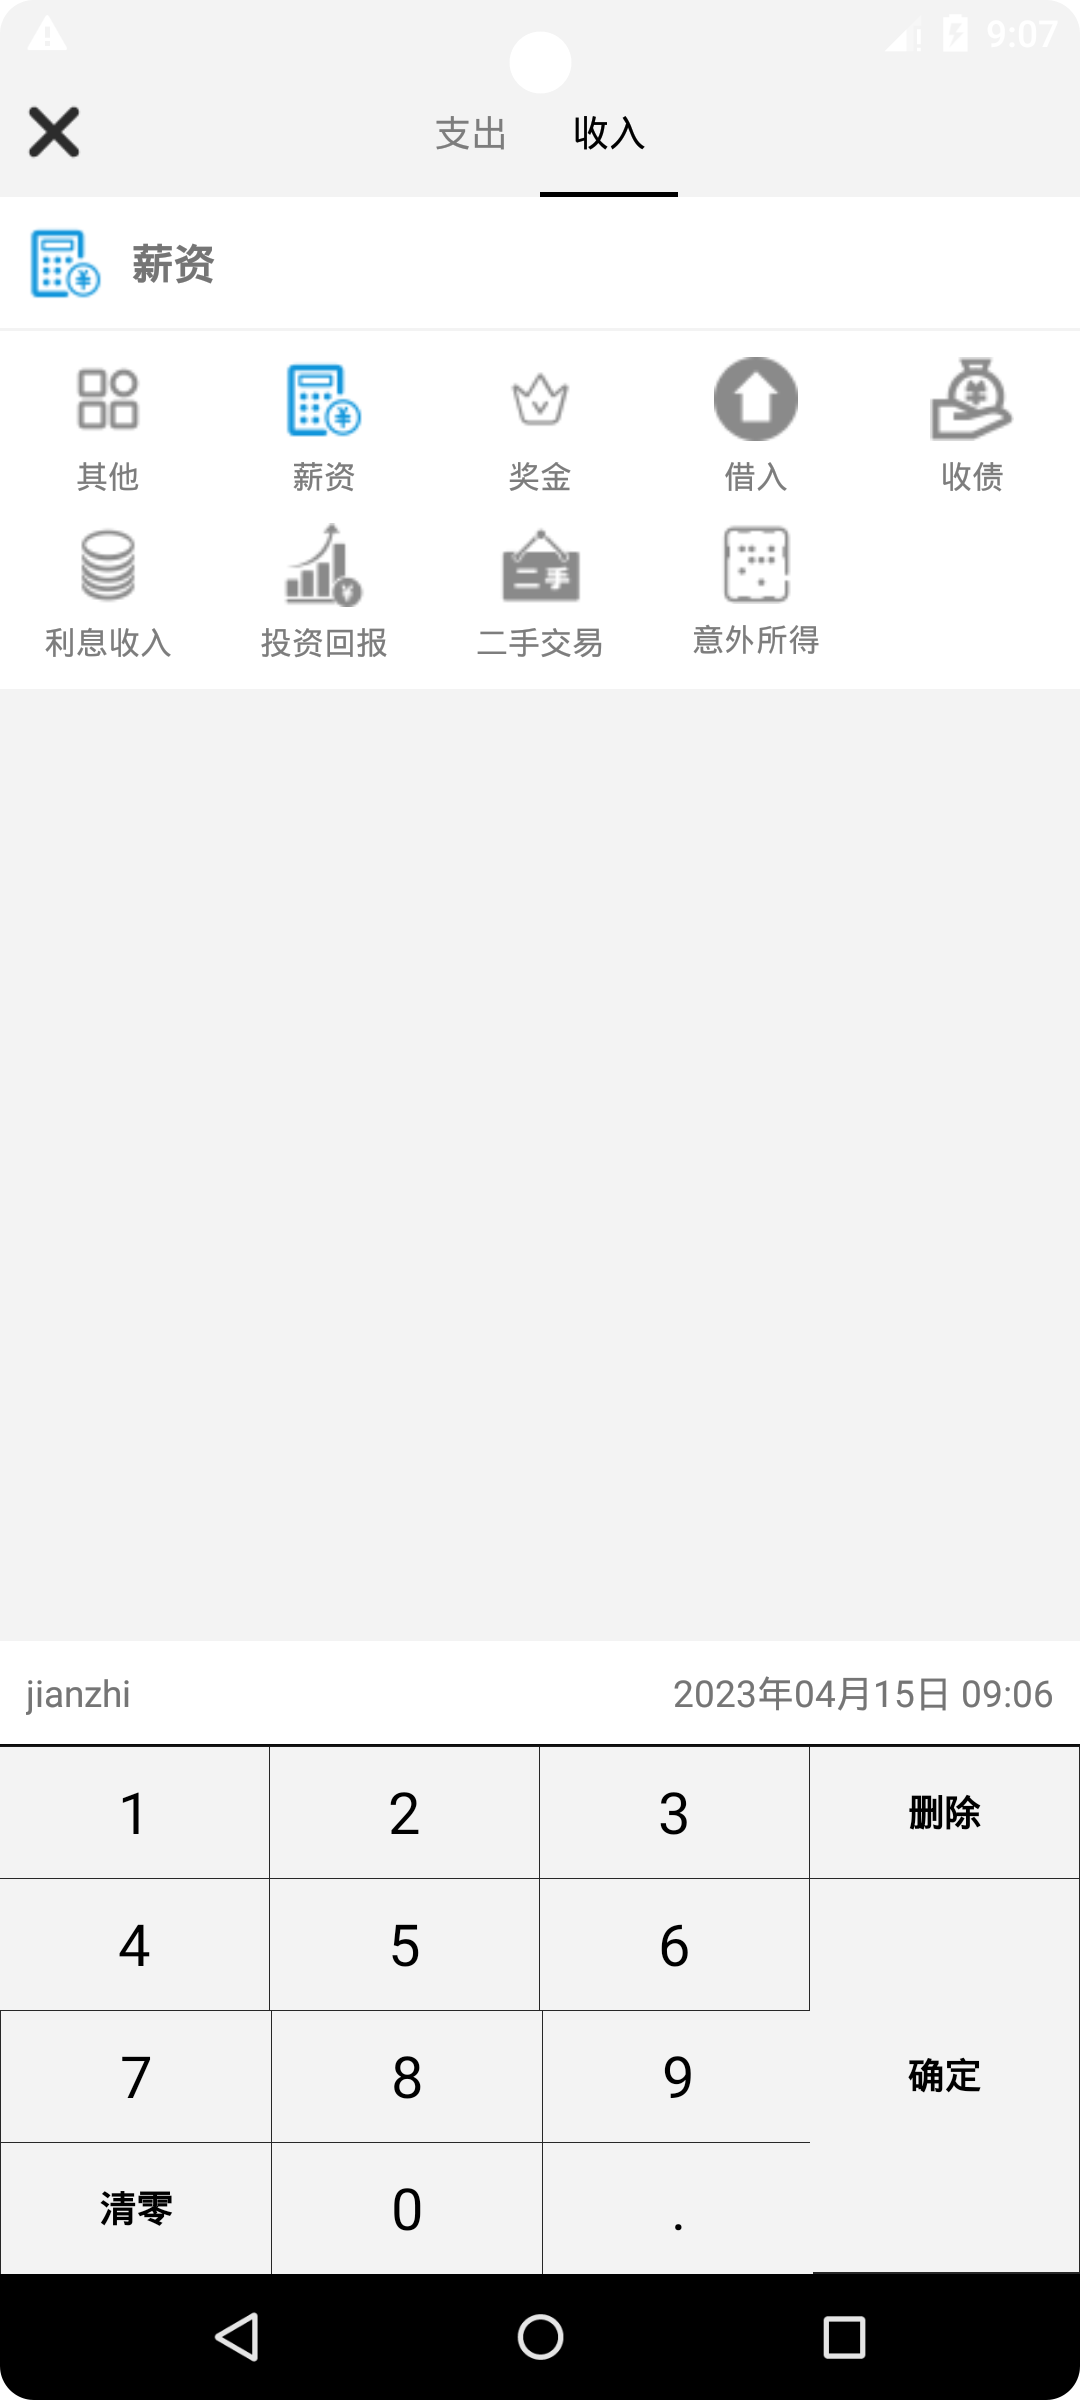 9:07
支出 收入
薪资
其他 薪资 奖金 借入 收债
二手
利息收入 投资回报 二手交易 意外所得
jianzhi 2023年04月15日 09:06
1 2 3 删除
4 5 6
7 8 9 确定
清零 0 .